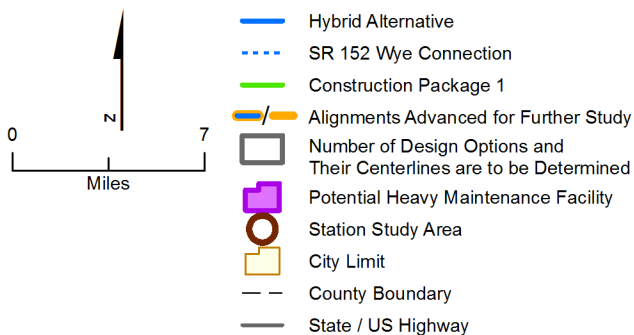 N
0 7
Miles
Hybrid Alternative
SR 152 Wye Connection
Construction Package 1
/ Alignments Advanced for Further Study
Number of Design Options and
Their Centerlines are to be Determined
Potential Heavy Maintenance Facility
Station Study Area
City Limit
County Boundary
State / US Highway